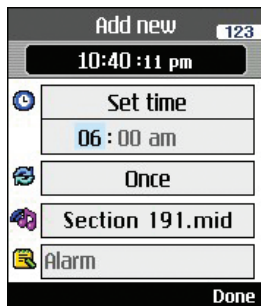 Add new
123
10:40 :11 pm
Set time
06 : 00 am
Once
Section 191.mid
Alarm
Done